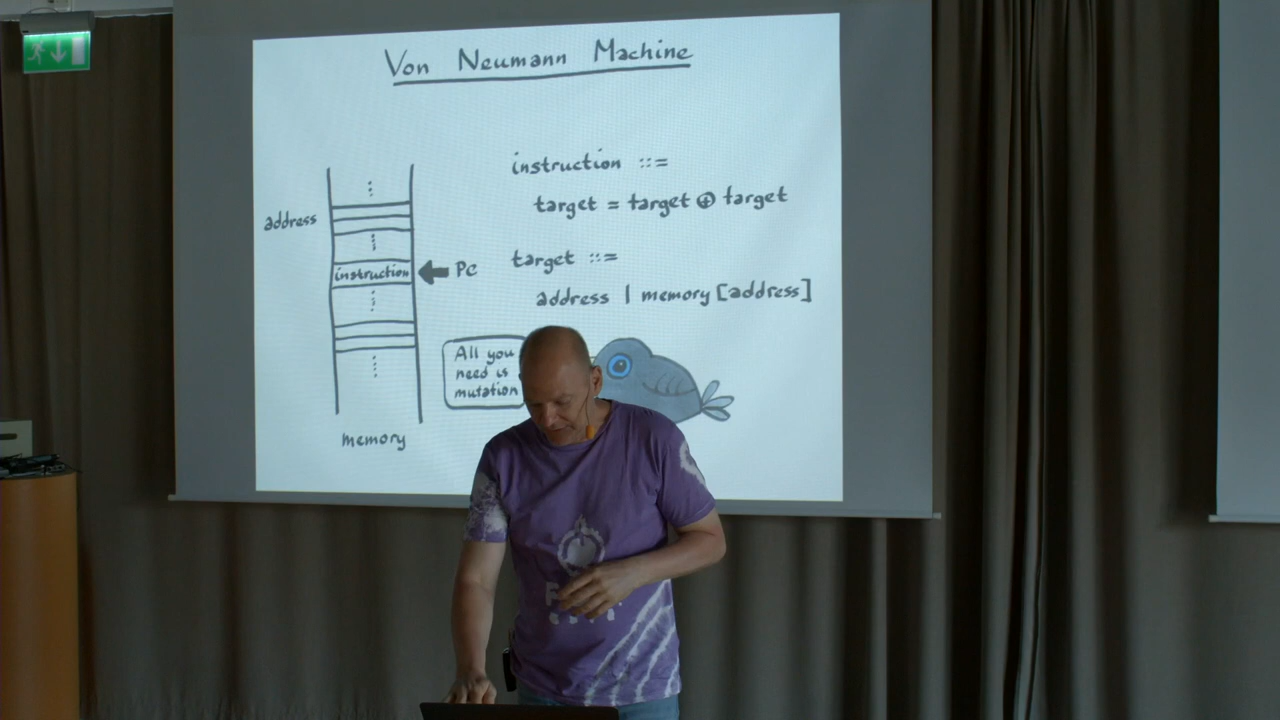 Von Neumann Machine
address
instruction
PC
memory
instruction ::=
target = target ⊕ target
target ::=
address | memory [address]
All you
need is
mutation